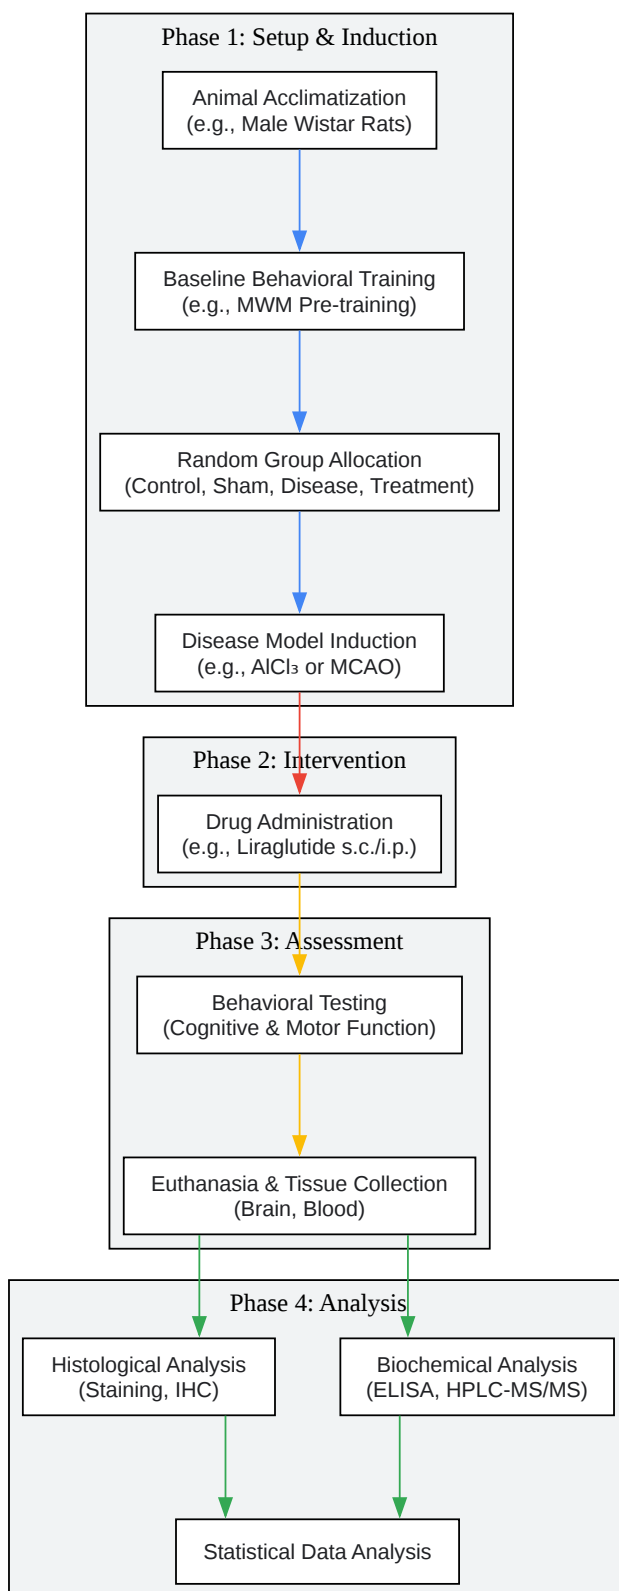 Phase 1: Setup & Induction
Animal Acclimatization
(e.g., Male Wistar Rats)
Baseline Behavioral Training
(e.g., MWM Pre-training)
Random Group Allocation
(Control, Sham, Disease, Treatment)
Disease Model Induction
(e.g., AlCl₃ or MCAO)
Phase 2: Intervention
Drug Administration
(e.g., Liraglutide s.c./i.p.)
Phase 3: Assessment
Behavioral Testing
(Cognitive & Motor Function)
Euthanasia & Tissue Collection
(Brain, Blood)
Phase 4: Analysis
Histological Analysis
(Staining, IHC)
Biochemical Analysis
(ELISA, HPLC-MS/MS)
Statistical Data Analysis